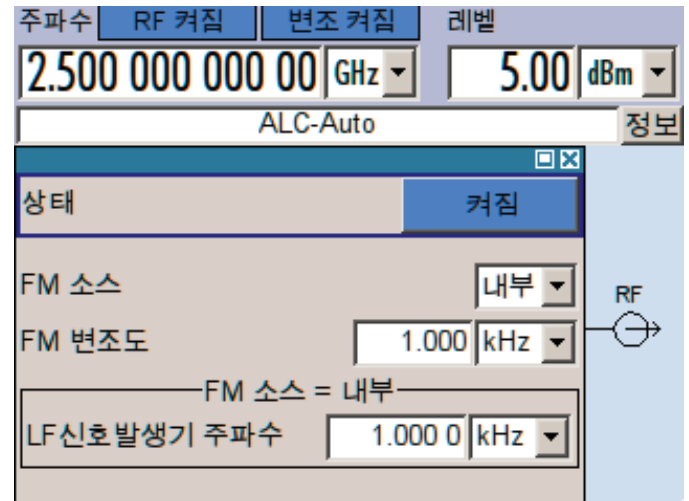 주파수 RF 켜짐 변조 켜짐 레벨
2.500 000 000 00 GHz 5.00 dBm
ALC-Auto 정보
상태 켜짐
FM 소스 내부
RF
FM 변조도 1.000 kHz
FM 소스 = 내부
LF신호발생기 주파수 1.000 0 kHz